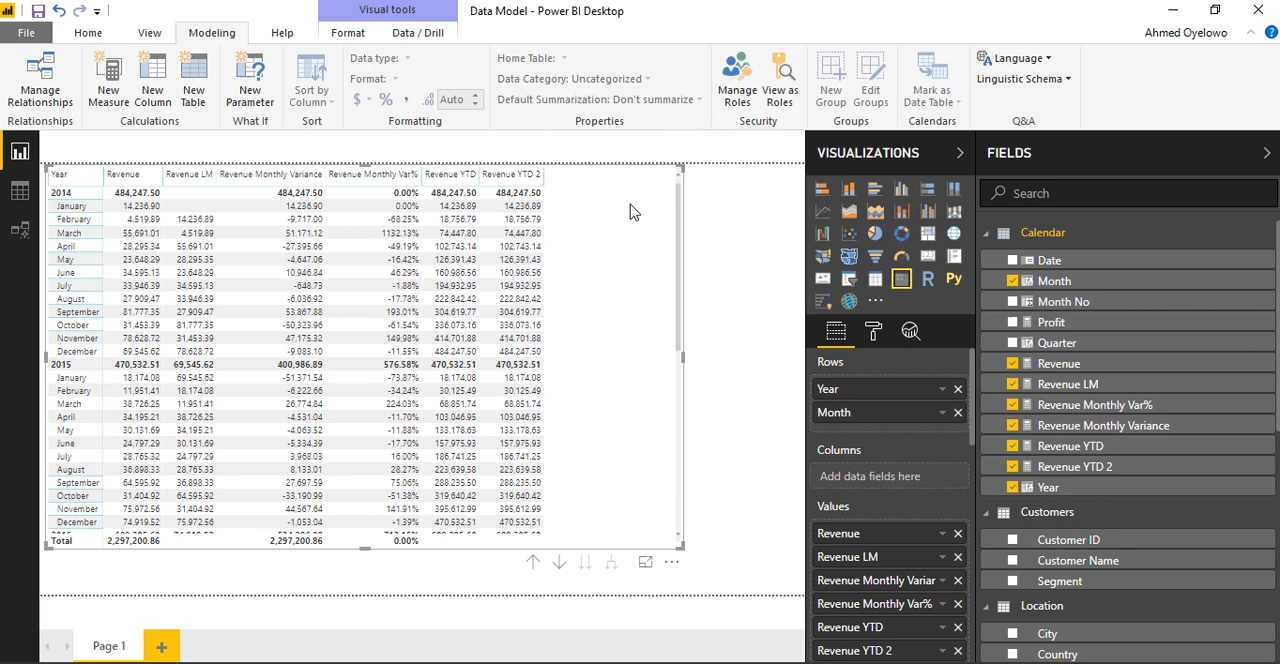 Visual tools
Data Model - Power BI Desktop
File Home View Modeling Help Format Data / Drill Ahmed Oyelowo
Manage Relationships
New Measure
New Column
New Table
New Parameter
Sort by Column
Data type:
Format:
$ % , Auto
Home Table:
Data Category: Uncategorized
Default Summarization: Don't summarize
Manage Roles
View as Roles
New Group
Edit Groups
Mark as Date Table
Language
Linguistic Schema
Relationships Calculations What If Sort Formatting Properties Security Groups Calendars Q&A
Year Revenue Revenue LM Revenue Monthly Variance Revenue Monthly Var% Revenue YTD Revenue YTD 2
2014 484,247.50 484,247.50 0.00% 484,247.50 484,247.50
January 14,236.90 14,236.90 0.00% 14,236.89 14,236.89
February 4,519.89 14,236.89 -9,717.00 -68.25% 18,756.79 18,756.79
March 55,691.01 4,519.89 51,171.12 1132.13% 74,447.80 74,447.80
April 28,295.34 55,691.01 -27,395.66 -49.19% 102,743.14 102,743.14
May 23,648.29 28,295.35 -4,647.06 -16.42% 126,391.43 126,391.43
June 34,595.13 23,648.29 10,946.84 46.29% 160,986.56 160,986.56
July 33,946.39 34,595.13 -648.73 -1.88% 194,932.95 194,932.95
August 27,909.47 33,946.39 -6,036.92 -17.78% 222,842.42 222,842.42
September 81,777.35 27,909.47 53,867.88 193.01% 304,619.77 304,619.77
October 31,453.39 81,777.35 -50,323.96 -61.54% 336,073.16 336,073.16
November 78,628.72 31,453.39 47,175.32 149.98% 414,701.88 414,701.88
December 69,545.62 78,628.72 -9,083.10 -11.55% 484,247.50 484,247.50
2015 470,532.51 69,545.62 400,986.89 576.58% 470,532.51 470,532.51
January 18,174.08 69,545.62 -51,371.54 -73.87% 18,174.08 18,174.08
February 11,951.41 18,174.08 -6,222.66 -34.24% 30,125.49 30,125.49
March 38,726.25 11,951.41 26,774.84 224.03% 68,851.74 68,851.74
April 34,195.21 38,726.25 -4,531.04 -11.70% 103,046.95 103,046.95
May 30,131.69 34,195.21 -4,063.52 -11.88% 133,178.63 133,178.63
June 24,797.29 30,131.69 -5,334.39 -17.70% 157,975.93 157,975.93
July 28,765.32 24,797.29 3,968.03 16.00% 186,741.25 186,741.25
August 36,898.33 28,765.33 8,133.01 28.27% 223,639.58 223,639.58
September 64,595.92 36,898.33 27,697.59 75.06% 288,235.50 288,235.50
October 31,404.92 64,595.92 -33,190.99 -51.38% 319,640.42 319,640.42
November 75,972.56 31,404.92 44,567.64 141.91% 395,612.99 395,612.99
December 74,919.52 75,972.56 -1,053.04 -1.39% 470,532.51 470,532.51
Total 2,297,200.86 2,297,200.86 0.00%
Page 1
VISUALIZATIONS
R Py
Rows
Year
Month
Columns
Add data fields here
Values
Revenue
Revenue LM
Revenue Monthly Variar
Revenue Monthly Var%
Revenue YTD
Revenue YTD 2
FIELDS
Search
Calendar
Date
Month
Month No
Profit
Quarter
Revenue
Revenue LM
Revenue Monthly Var%
Revenue Monthly Variance
Revenue YTD
Revenue YTD 2
Year
Customers
Customer ID
Customer Name
Segment
Location
City
Country